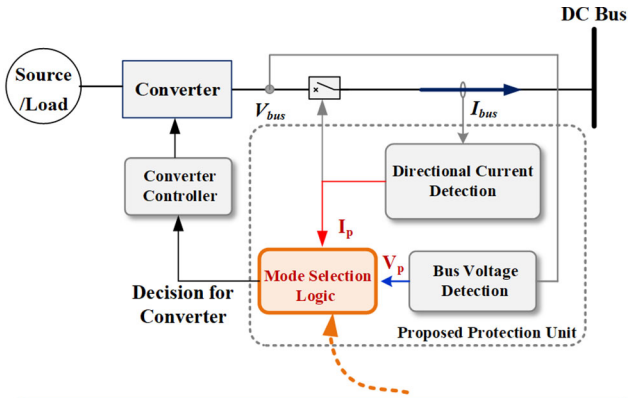 DC Bus
Source
/Load
Converter
V_bus
I_bus
Converter
Controller
Directional Current
Detection
I_p
Mode Selection
Logic
V_p
Bus Voltage
Detection
Decision for
Converter
Proposed Protection Unit